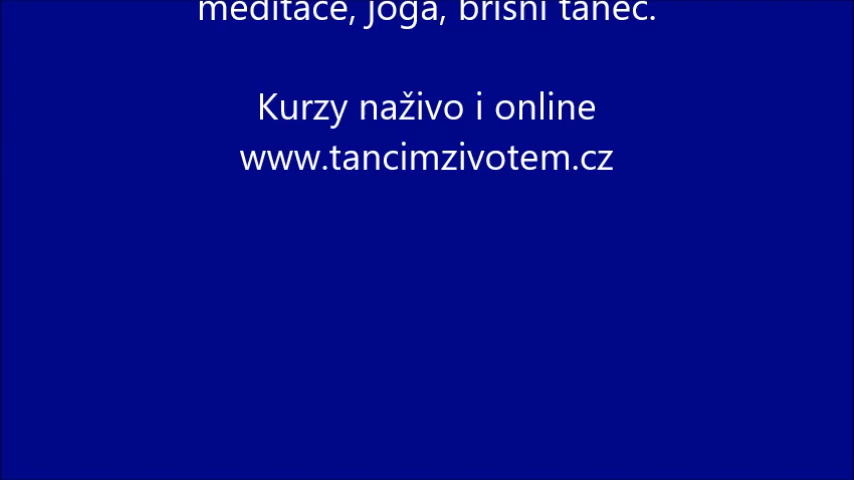 meditace, jóga, břišní tanec.
Kurzy naživo i online
www.tancimzivotem.cz